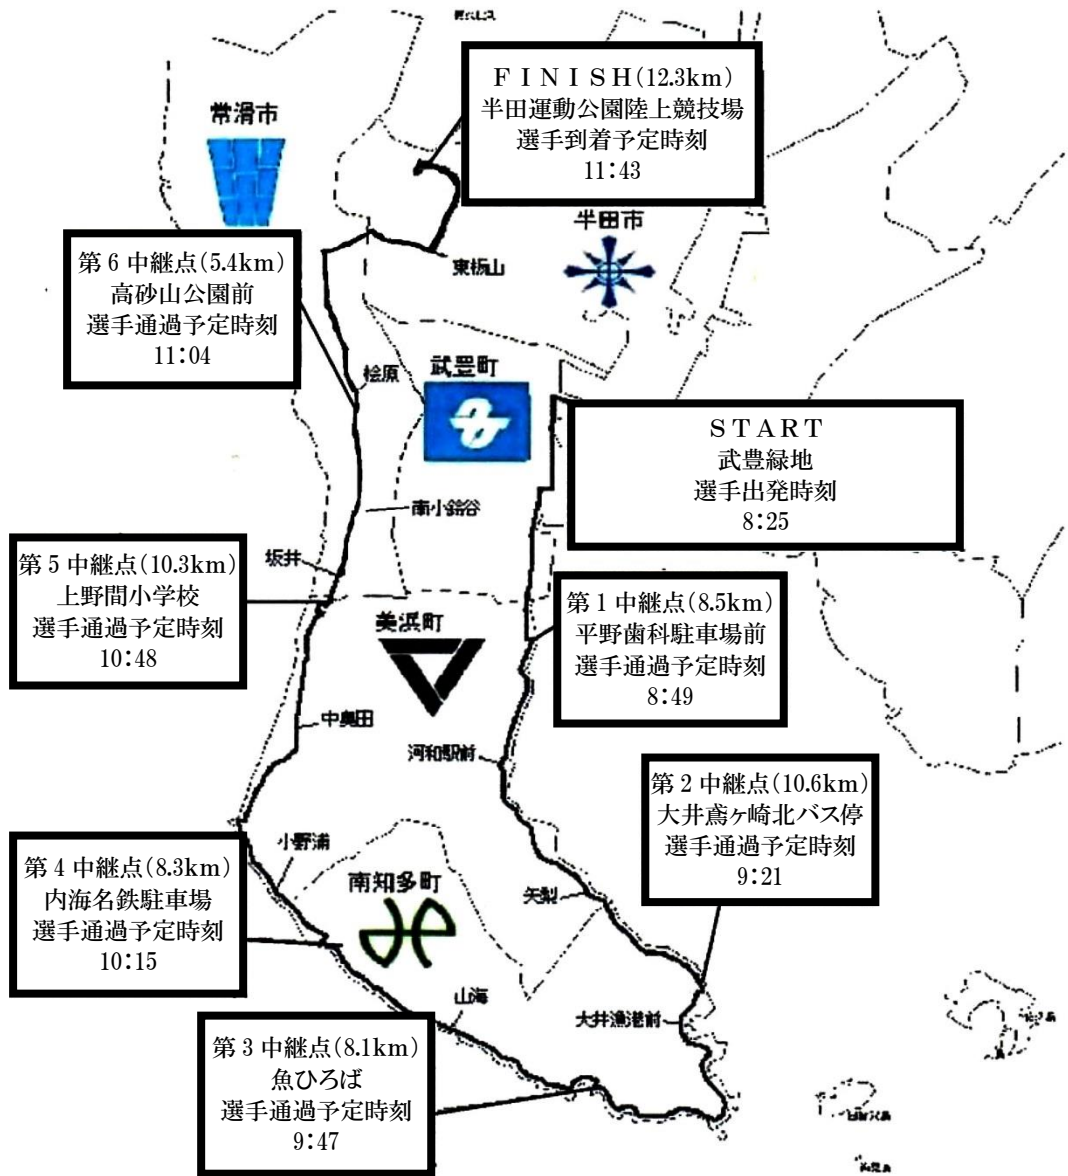 FINISH(12.3km)
半田運動公園陸上競技場
選手到着予定時刻
11:43
常滑市
半田市
第6中継点(5.4km)
高砂山公園前
選手通過予定時刻
11:04
東栃山
桧原
武豊町
START
武豊緑地
選手出発時刻
8:25
南小鈴谷
坂井
第5中継点(10.3km)
上野間小学校
選手通過予定時刻
10:48
第1中継点(8.5km)
平野歯科駐車場前
選手通過予定時刻
8:49
美浜町
中奥田
河和駅前
第2中継点(10.6km)
大井鳶ヶ崎北バス停
選手通過予定時刻
9:21
小野浦
第4中継点(8.3km)
内海名鉄駐車場
選手通過予定時刻
10:15
南知多町
矢梨
山海
大井漁港前
第3中継点(8.1km)
魚ひろば
選手通過予定時刻
9:47